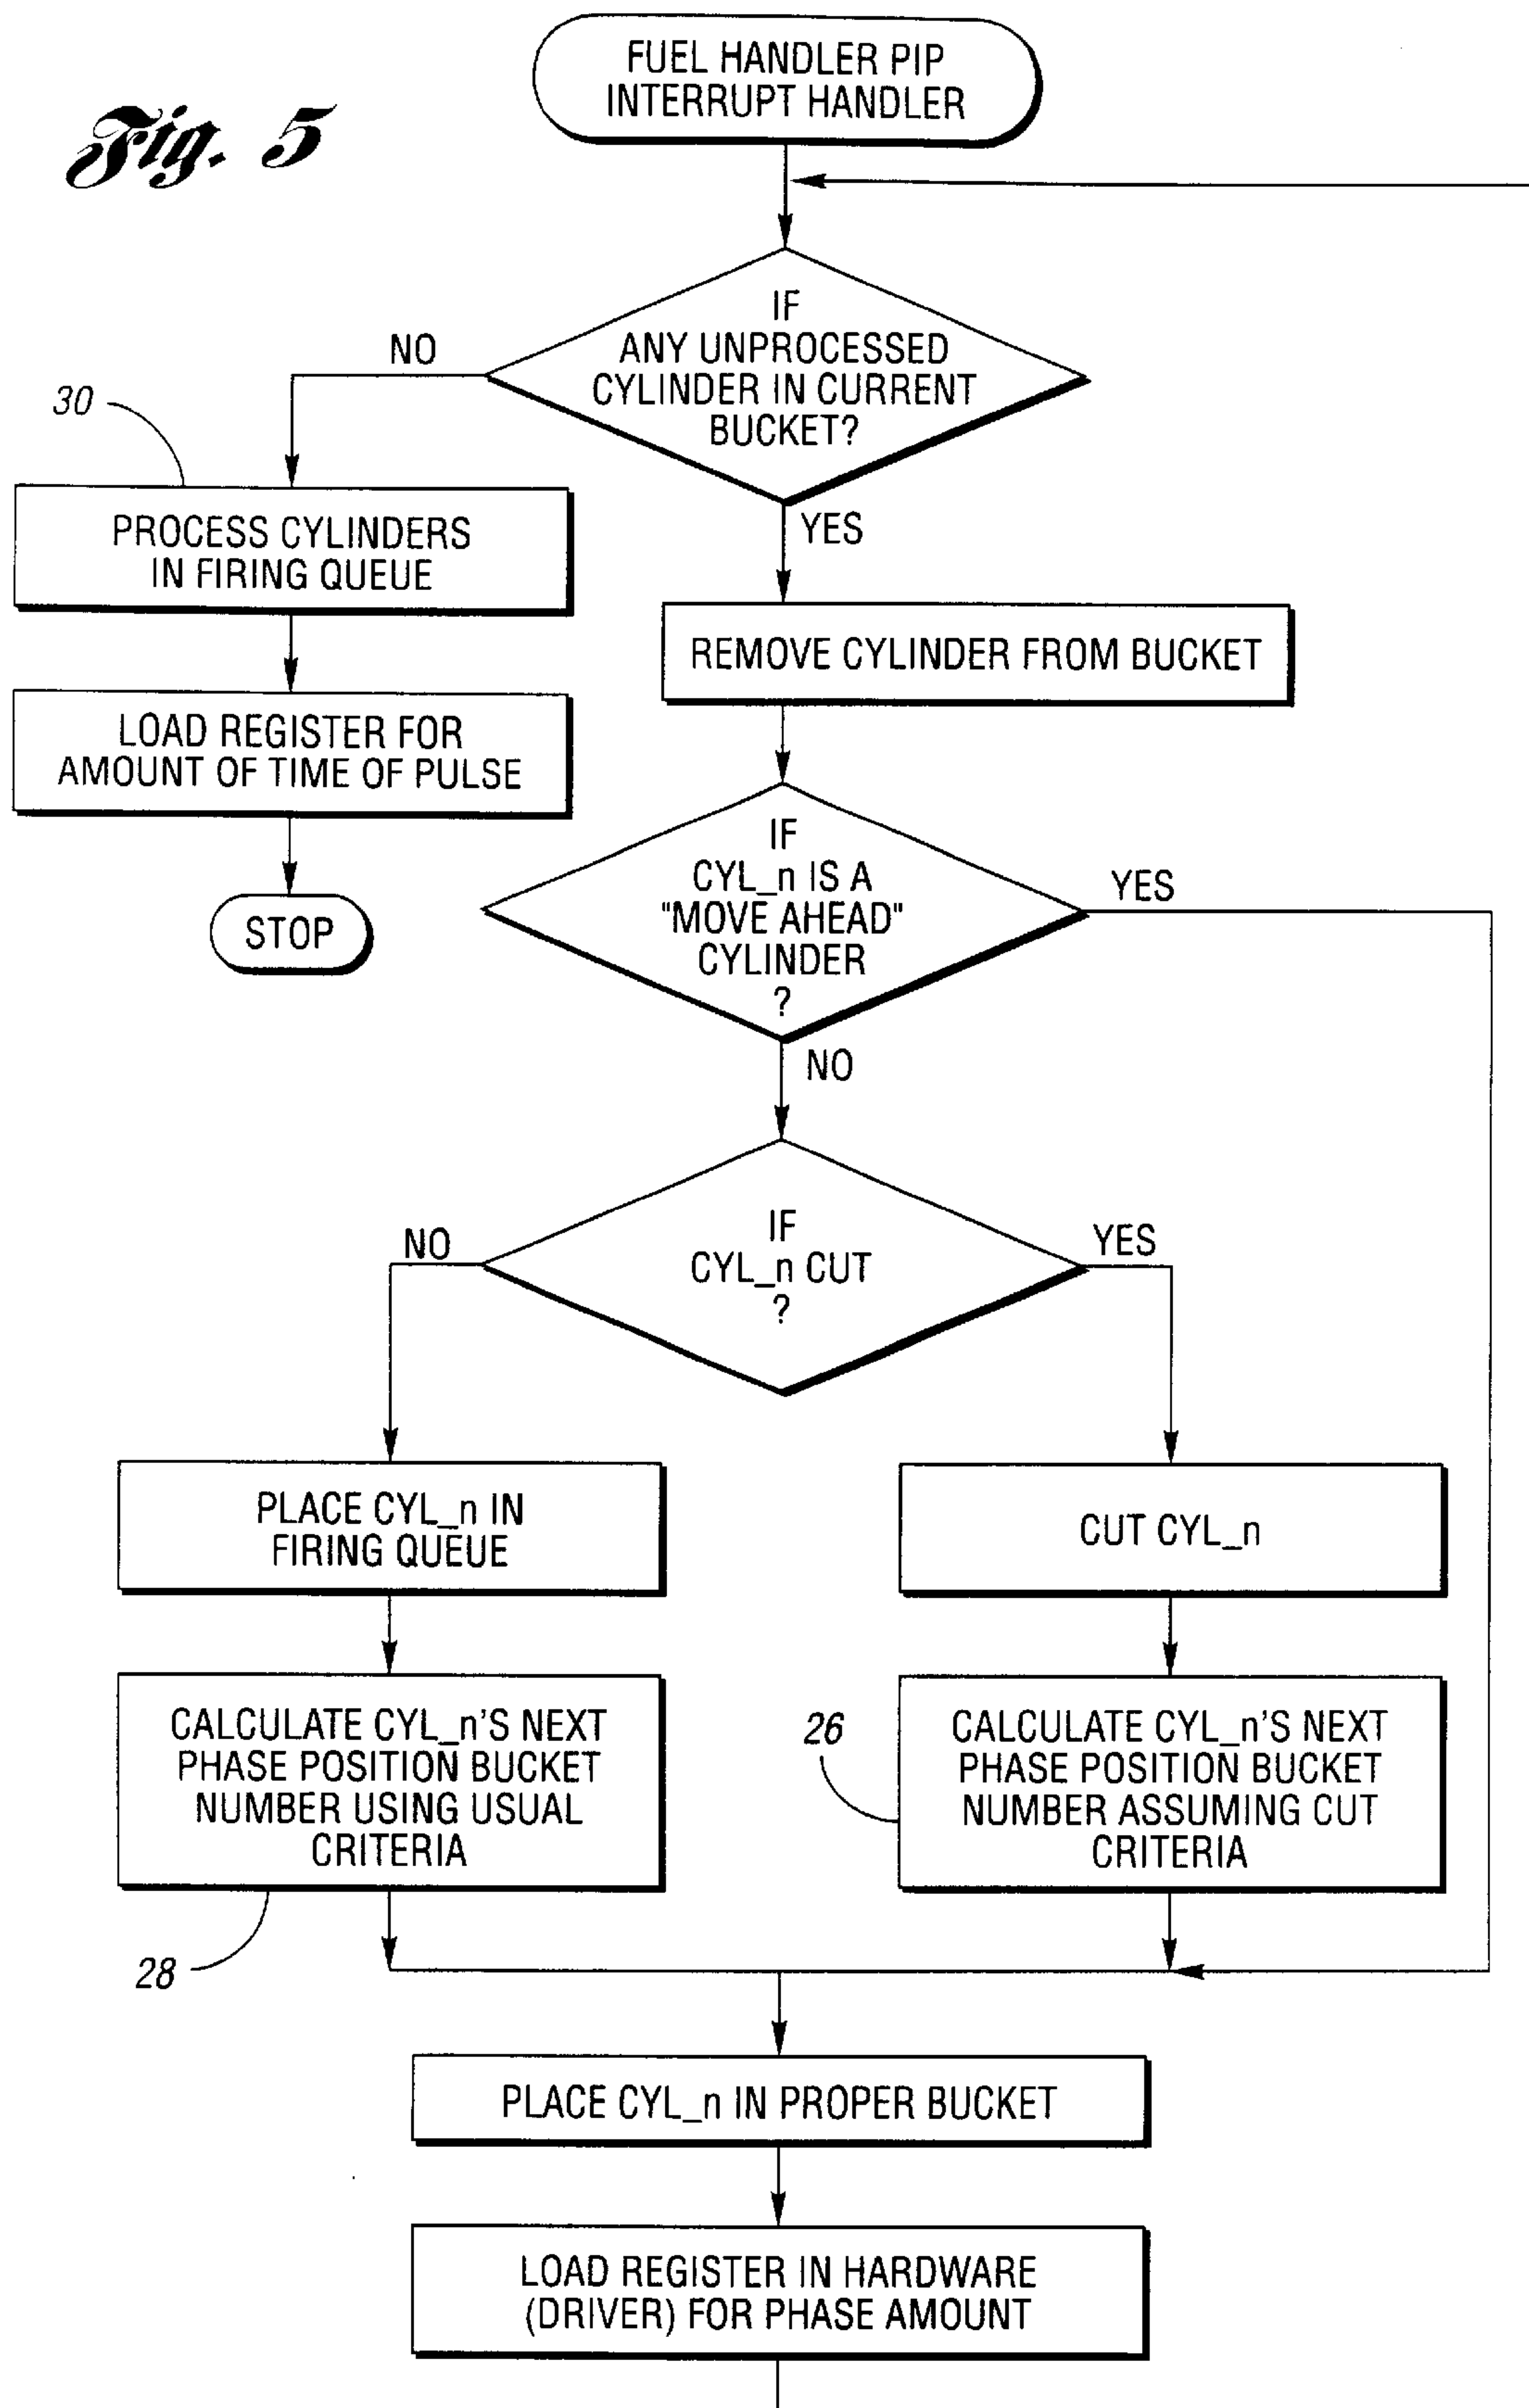 Fig. 5
FUEL HANDLER PIP
INTERRUPT HANDLER
IF
ANY UNPROCESSED
CYLINDER IN CURRENT
BUCKET?
NO
YES
30
PROCESS CYLINDERS
IN FIRING QUEUE
LOAD REGISTER FOR
AMOUNT OF TIME OF PULSE
STOP
REMOVE CYLINDER FROM BUCKET
IF
CYL_n IS A
"MOVE AHEAD"
CYLINDER
?
YES
NO
IF
CYL_n CUT
?
NO
YES
PLACE CYL_n IN
FIRING QUEUE
CUT CYL_n
CALCULATE CYL_n'S NEXT
PHASE POSITION BUCKET
NUMBER USING USUAL
CRITERIA
28
26
CALCULATE CYL_n'S NEXT
PHASE POSITION BUCKET
NUMBER ASSUMING CUT
CRITERIA
PLACE CYL_n IN PROPER BUCKET
LOAD REGISTER IN HARDWARE
(DRIVER) FOR PHASE AMOUNT